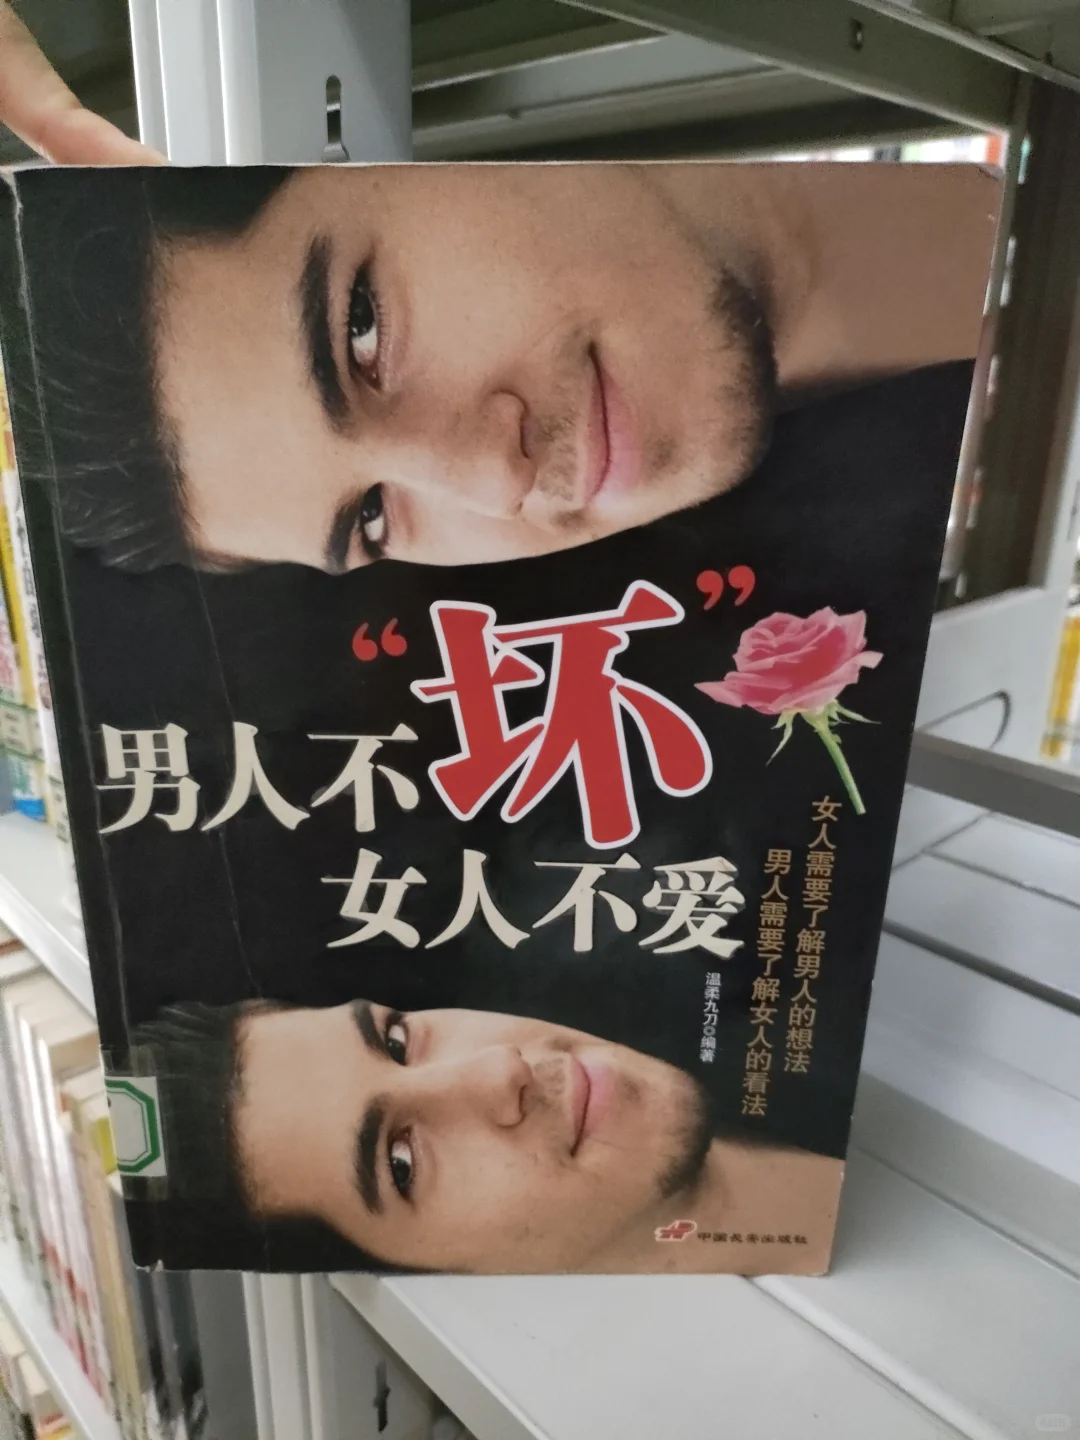 男人不“坏”
女人不爱
女人需要了解男人的想法
男人需要了解女人的看法
温柔九刀◎编著
中国长安出版社